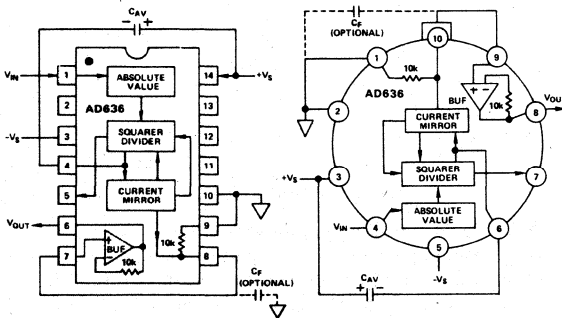 CAV
− +
VIN
1
ABSOLUTE
VALUE
14
+VS
2
AD636
13
-VS
3
SQUARER
DIVIDER
12
4
11
5
CURRENT
MIRROR
10
VOUT
6
9
10k
+
−
BUF
10k
7
8
CF
(OPTIONAL)
CF
(OPTIONAL)
10
1
9
10k
AD636
BUF
+ −
10k
8
VOU
2
CURRENT
MIRROR
+VS
3
SQUARER
DIVIDER
7
VIN
4
ABSOLUTE
VALUE
6
5
-VS
CAV
+ −